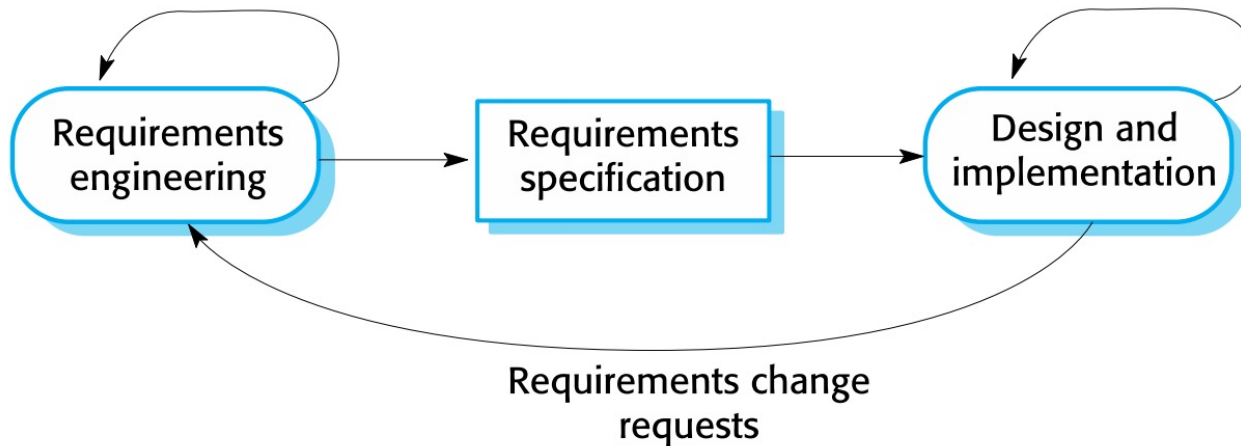 Requirements
engineering
Requirements
specification
Design and
implementation
Requirements change
requests